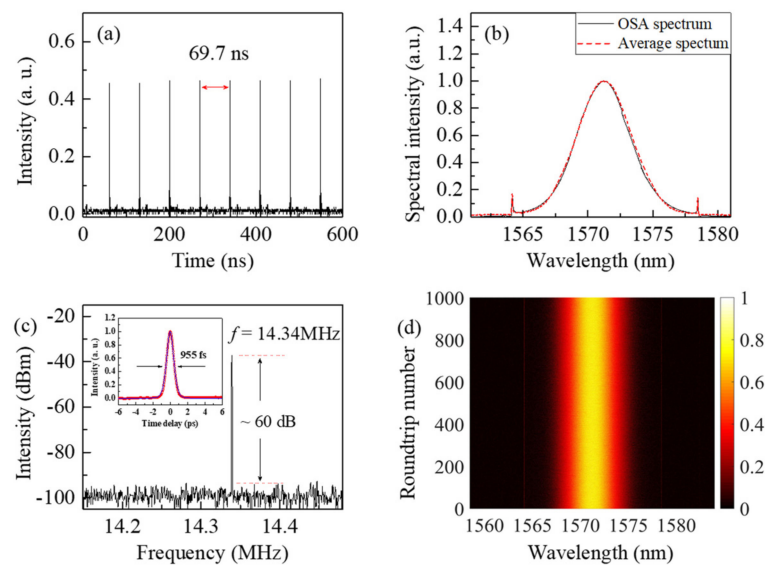 (a)
69.7 ns
Intensity (a. u.)
0.6
0.4
0.2
0.0
0 200 400 600
Time (ns)
(b)
OSA spectrum
Average spectum
Spectral intensity (a.u.)
1.4
1.2
1.0
0.8
0.6
0.4
0.2
0.0
1565 1570 1575 1580
Wavelength (nm)
(c)
f = 14.34MHz
~ 60 dB
Intensity (dBm)
-20
-40
-60
-80
-100
14.2 14.3 14.4
Frequency (MHz)
955 fs
Intensity (a. u.)
1.2
1.0
0.8
0.6
0.4
0.2
0.0
-6 -4 -2 0 2 4 6
Time delay (ps)
(d)
Roundtrip number
1000
800
600
400
200
0
1560 1565 1570 1575 1580
Wavelength (nm)
1
0.8
0.6
0.4
0.2
0